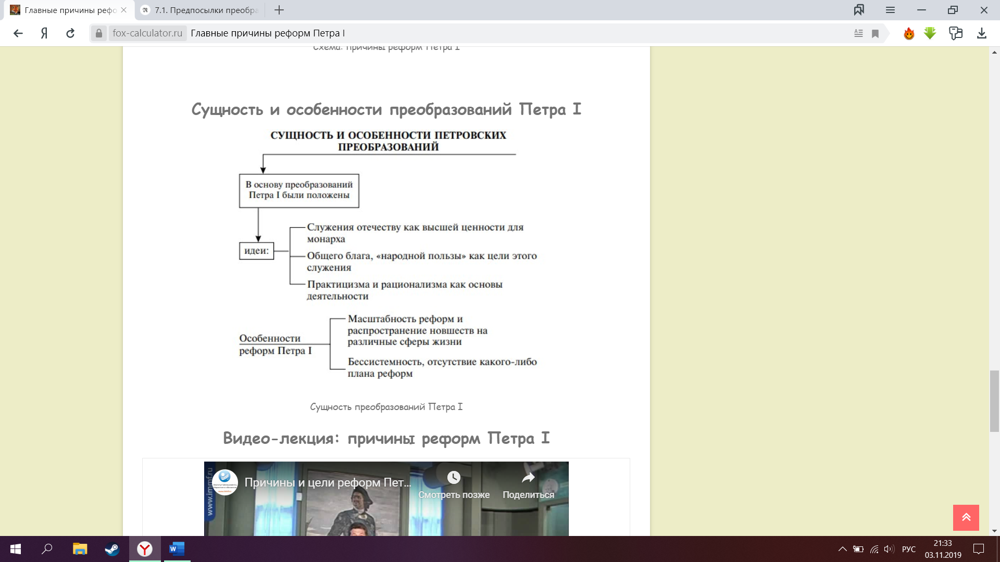 Главные причины рефо
7.1. Предпосылки преобра
fox-calculator.ru Главные причины реформ Петра I
Схема: причины реформ Петра I
Сущность и особенности преобразований Петра I
СУЩНОСТЬ И ОСОБЕННОСТИ ПЕТРОВСКИХ
ПРЕОБРАЗОВАНИЙ
В основу преобразований
Петра I были положены
идеи:
Служения отечеству как высшей ценности для
монарха
Общего блага, «народной пользы» как цели этого
служения
Практицизма и рационализма как основы
деятельности
Особенности
реформ Петра I
Масштабность реформ и
распространение новшеств на
различные сферы жизни
Бессистемность, отсутствие какого-либо
плана реформ
Сущность преобразований Петра I
Видео-лекция: причины реформ Петра I
www.immf.ru
Причины и цели реформ Пет...
Смотреть позже
Поделиться
РУС
21:33
03.11.2019